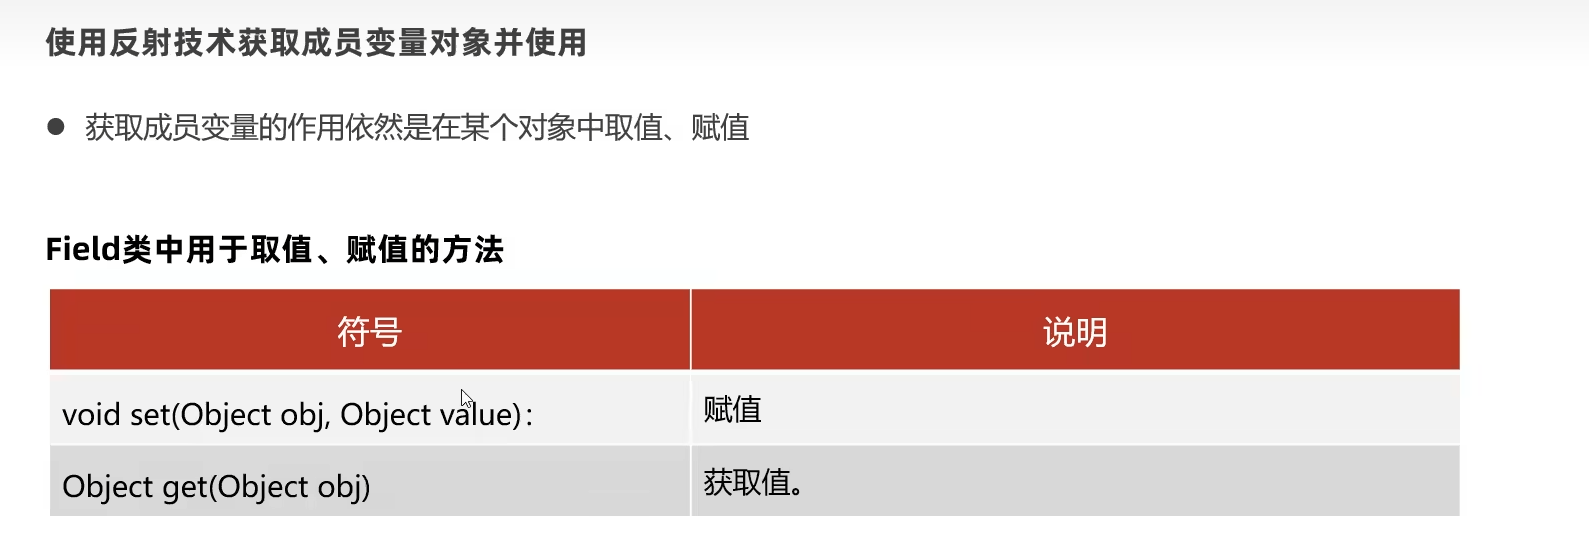 使用反射技术获取成员变量对象并使用
● 获取成员变量的作用依然是在某个对象中取值、赋值
Field类中用于取值、赋值的方法
符号 说明
void set(Object obj, Object value)： 赋值
Object get(Object obj) 获取值。